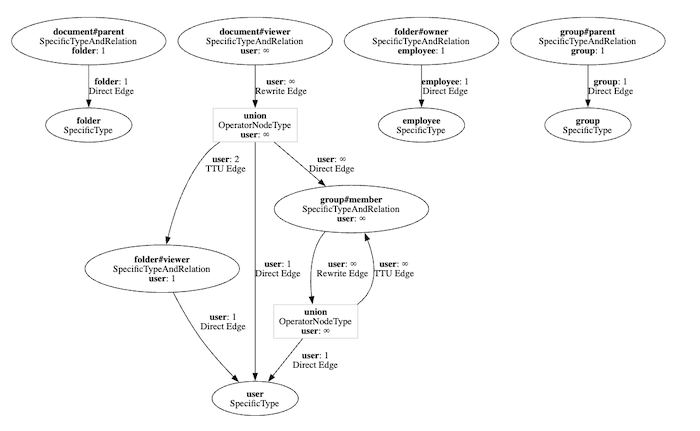 document#parent
SpecificTypeAndRelation
folder: 1
document#viewer
SpecificTypeAndRelation
user: ∞
folder#owner
SpecificTypeAndRelation
employee: 1
group#parent
SpecificTypeAndRelation
group: 1
folder: 1
Direct Edge
user: ∞
Rewrite Edge
employee: 1
Direct Edge
group: 1
Direct Edge
folder
SpecificType
union
OperatorNodeType
user: ∞
employee
SpecificType
group
SpecificType
user: 2
TTU Edge
user: ∞
Direct Edge
group#member
SpecificTypeAndRelation
user: ∞
folder#viewer
SpecificTypeAndRelation
user: 1
user: 1
Direct Edge
user: ∞
Rewrite Edge
user: ∞
TTU Edge
user: 1
Direct Edge
union
OperatorNodeType
user: ∞
user: 1
Direct Edge
user
SpecificType